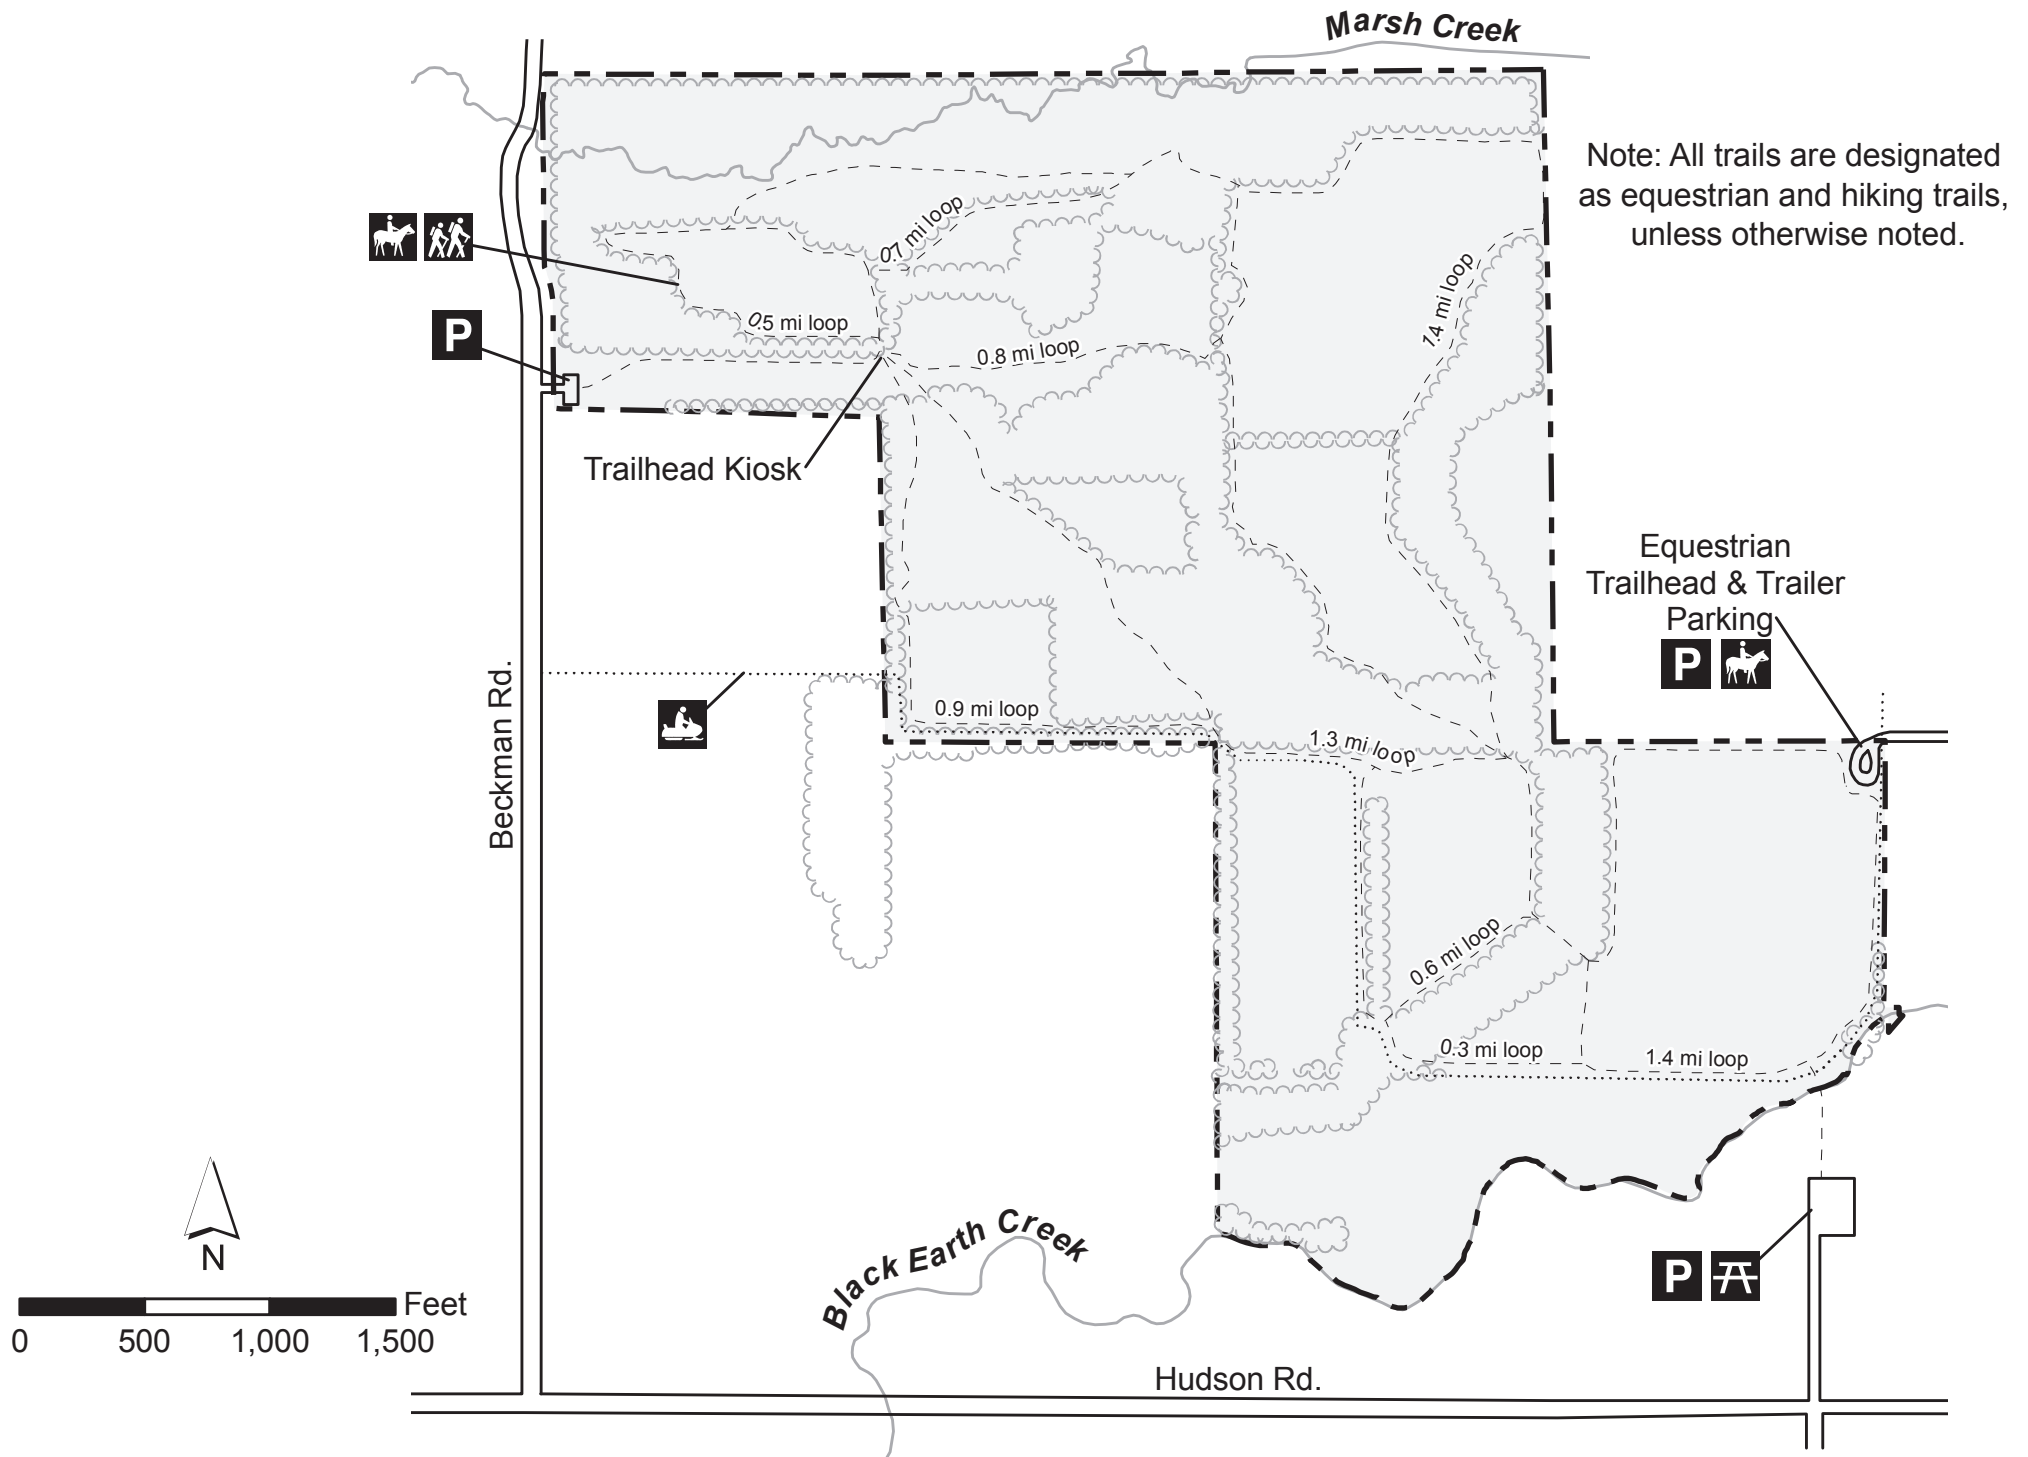 Marsh Creek
Note: All trails are designated
as equestrian and hiking trails,
unless otherwise noted.
0.7 mi loop
1.4 mi loop
P
0.5 mi loop
0.8 mi loop
Trailhead Kiosk
Equestrian
Trailhead & Trailer
Parking
P
Beckman Rd.
0.9 mi loop
1.3 mi loop
0.6 mi loop
0.3 mi loop
1.4 mi loop
Black Earth Creek
P
N
Feet
0 500 1,000 1,500
Hudson Rd.